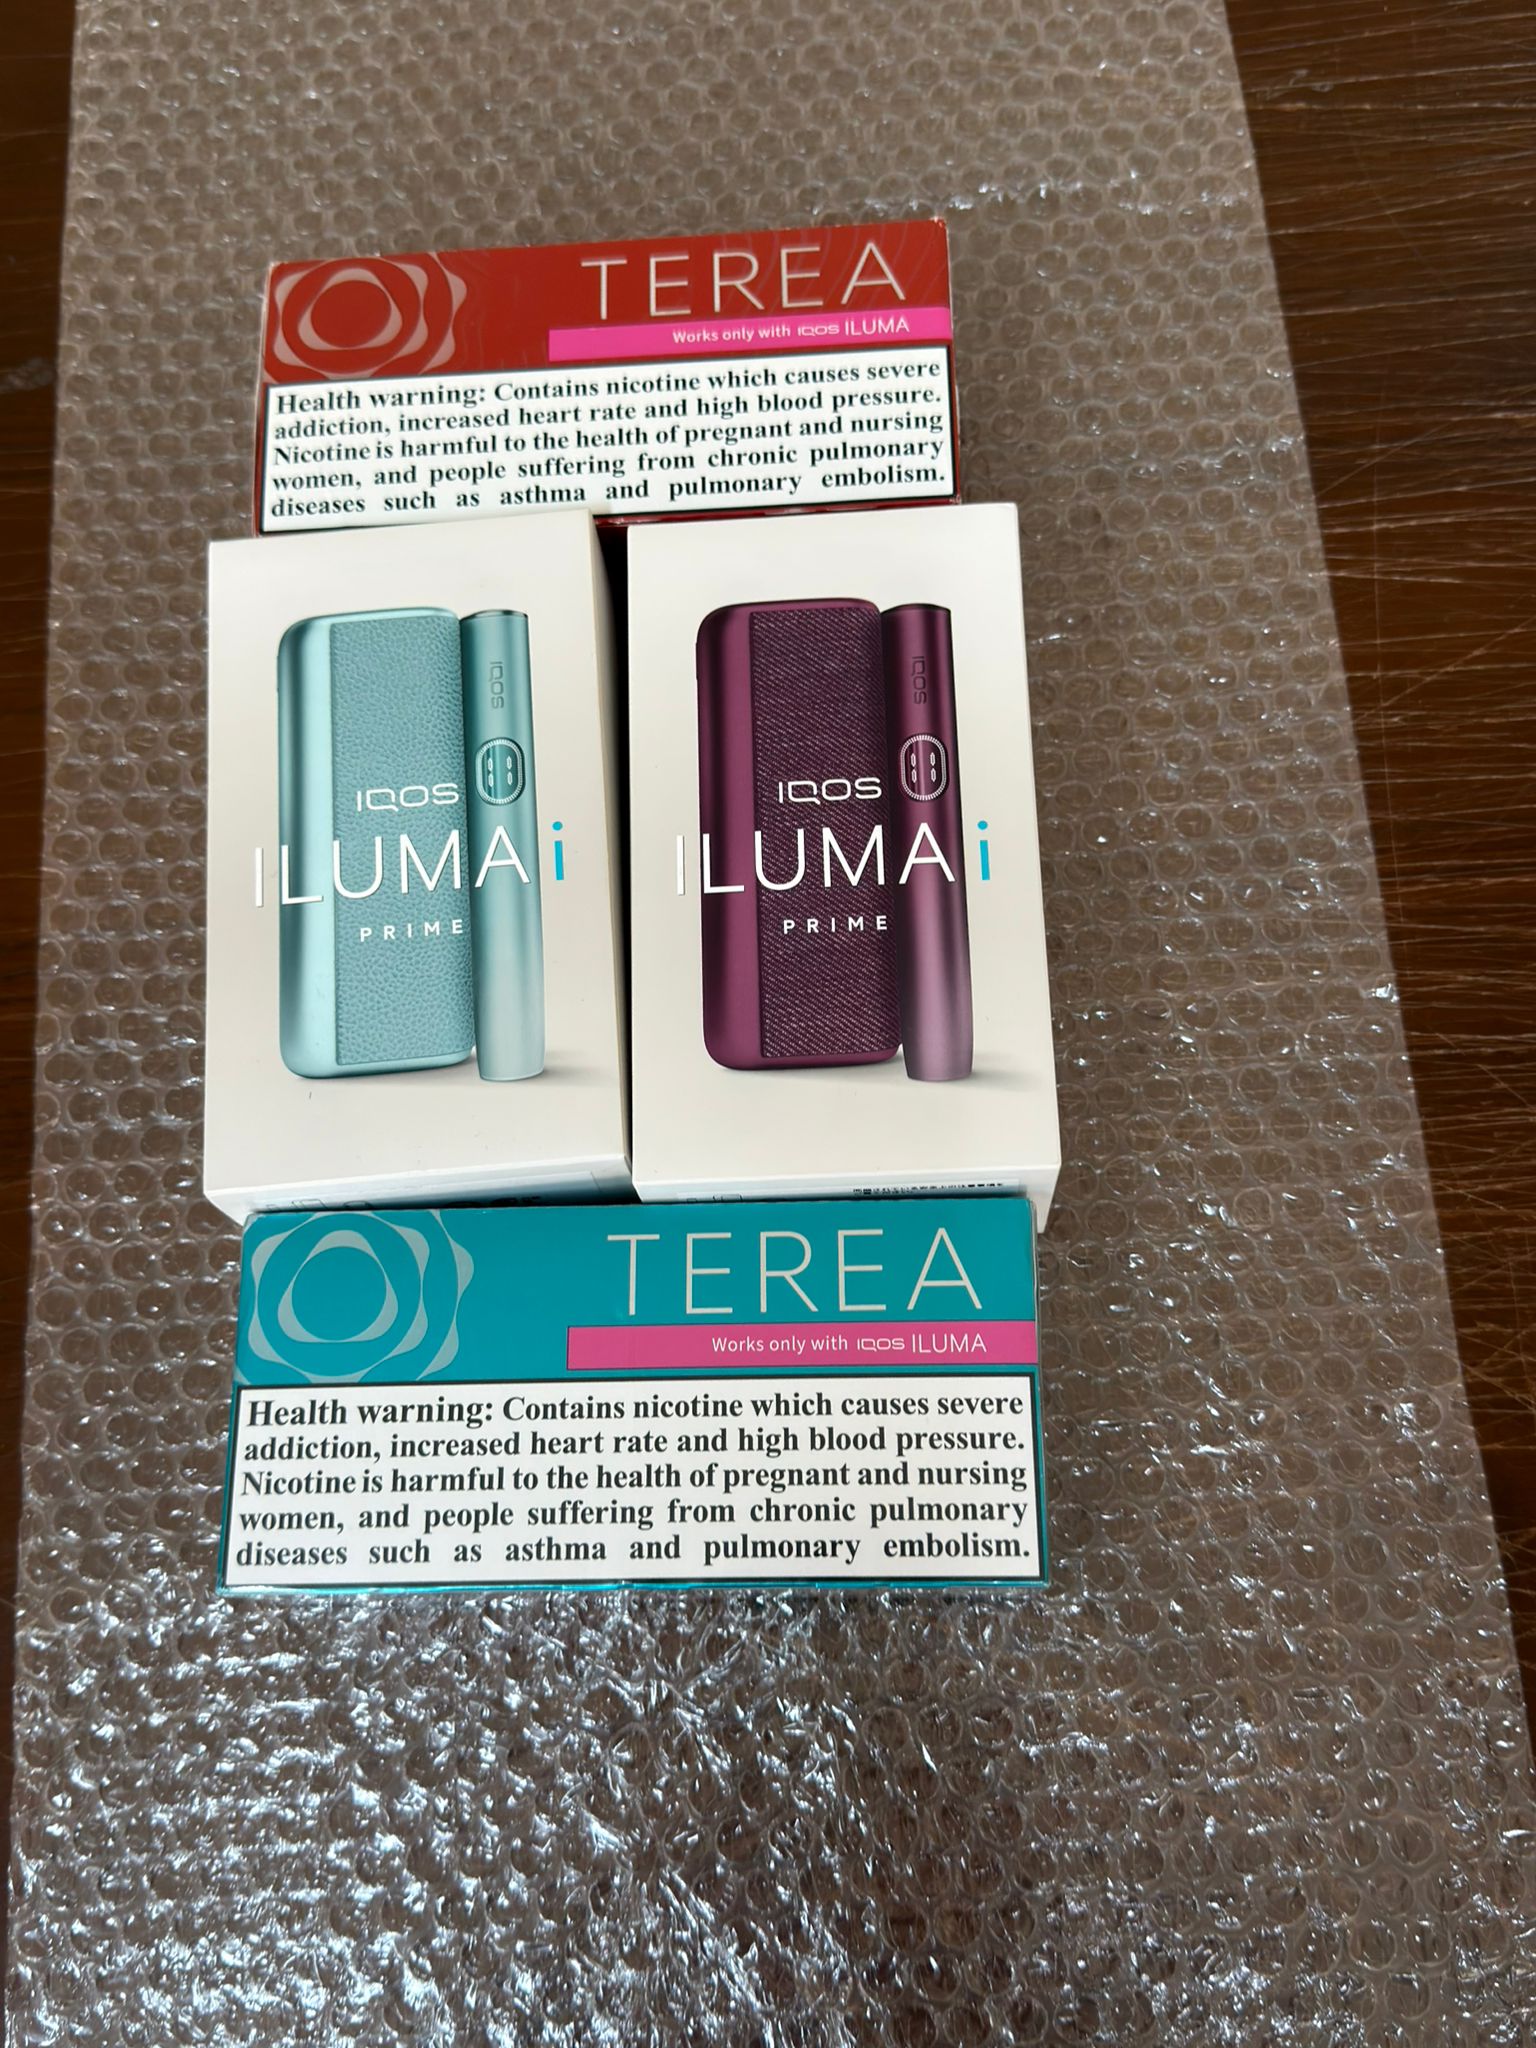 TEREA
Works only with IQOS ILUMA
Health warning: Contains nicotine which causes severe
addiction, increased heart rate and high blood pressure.
Nicotine is harmful to the health of pregnant and nursing
women, and people suffering from chronic pulmonary
diseases such as asthma and pulmonary embolism.
IQOS
IQOS
ILUMA i
PRIME
IQOS
IQOS
ILUMA i
PRIME
TEREA
Works only with IQOS ILUMA
Health warning: Contains nicotine which causes severe
addiction, increased heart rate and high blood pressure.
Nicotine is harmful to the health of pregnant and nursing
women, and people suffering from chronic pulmonary
diseases such as asthma and pulmonary embolism.